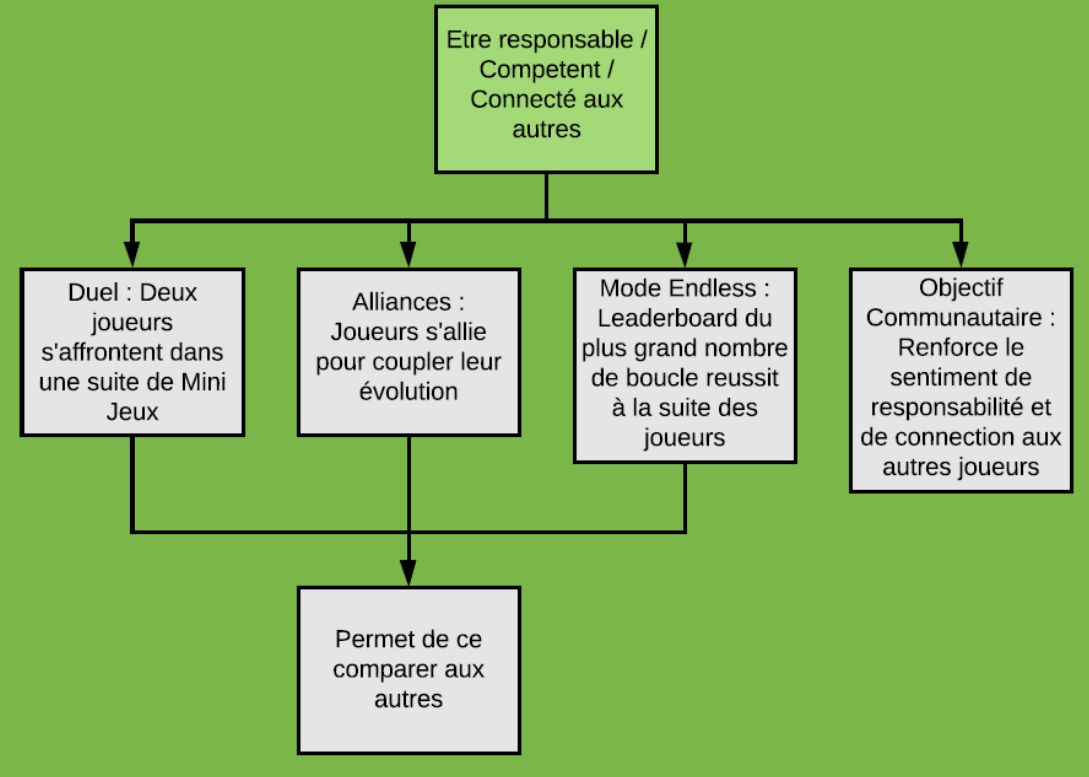 Etre responsable /
Competent /
Connecté aux
autres
Duel : Deux
joueurs
s'affrontent dans
une suite de Mini
Jeux
Alliances :
Joueurs s'allie
pour coupler leur
évolution
Mode Endless :
Leaderboard du
plus grand nombre
de boucle reussit
à la suite des
joueurs
Objectif
Communautaire :
Renforce le
sentiment de
responsabilité et
de connection aux
autres joueurs
Permet de ce
comparer aux
autres